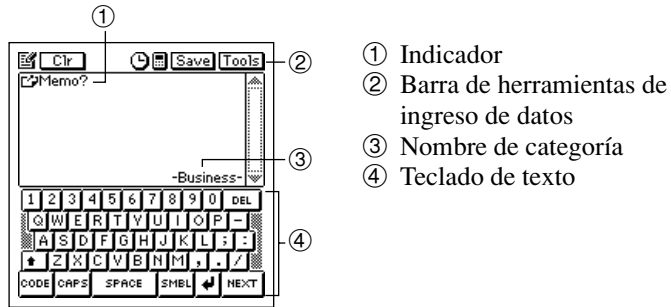 ①
Clr Save Tools ②
Memo?
③
-Business-
1 2 3 4 5 6 7 8 9 0 DEL
Q W E R T Y U I O P -
A S D F G H J K L ; :
④
Z X C V B N M , . /
CODE CAPS SPACE SMBL NEXT
① Indicador
② Barra de herramientas de
ingreso de datos
③ Nombre de categoría
④ Teclado de texto